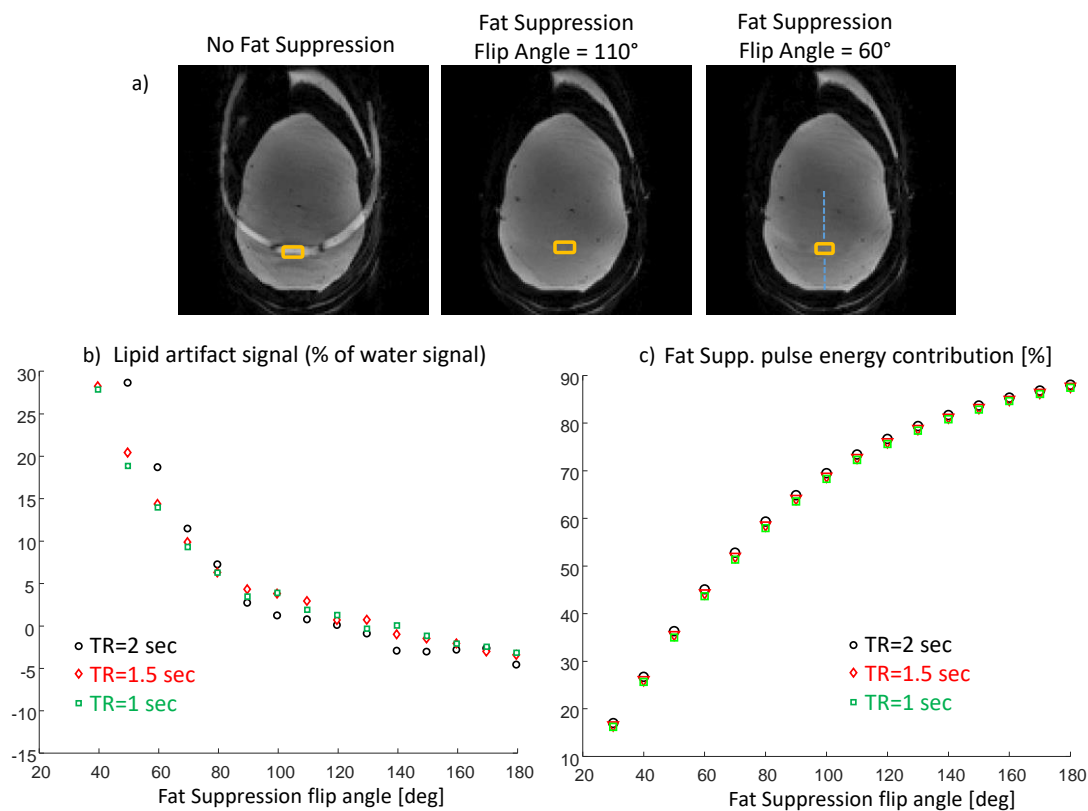 No Fat Suppression
Fat Suppression
Flip Angle = 110°
Fat Suppression
Flip Angle = 60°
a)
b) Lipid artifact signal (% of water signal)
30
25
20
15
10
5
0
-5
-10
-15
TR=2 sec
TR=1.5 sec
TR=1 sec
20 40 60 80 100 120 140 160 180
Fat Suppression flip angle [deg]
c) Fat Supp. pulse energy contribution [%]
90
80
70
60
50
40
30
20
10
TR=2 sec
TR=1.5 sec
TR=1 sec
20 40 60 80 100 120 140 160 180
Fat Suppression flip angle [deg]